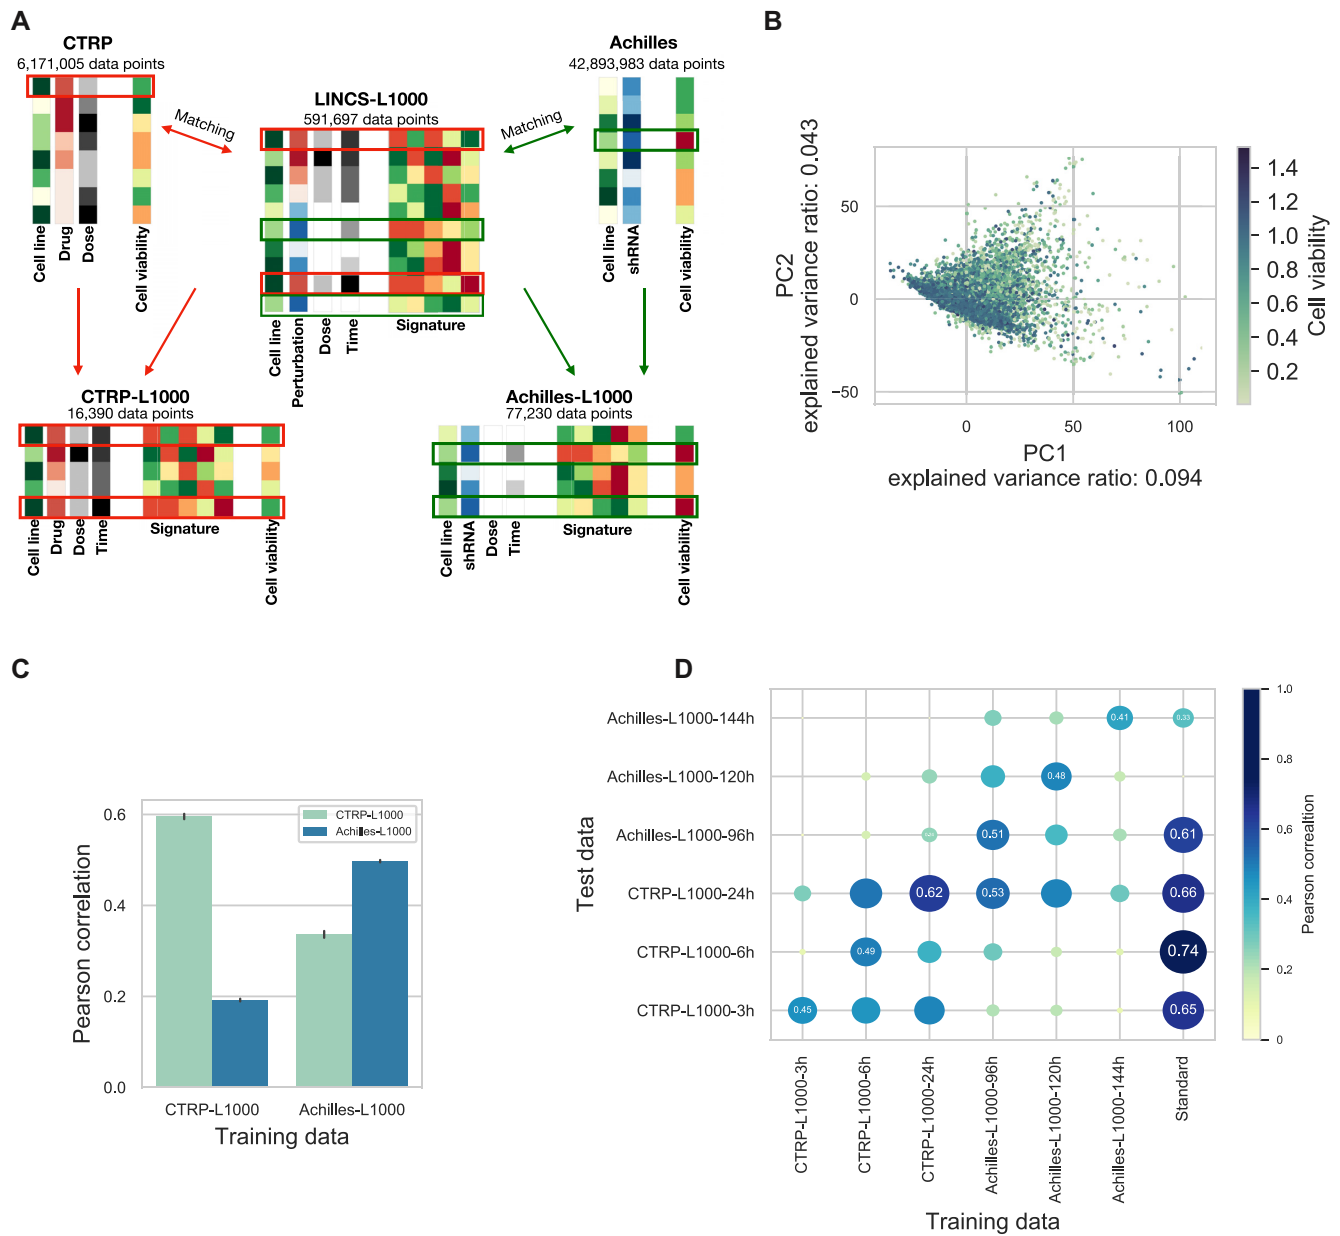 A
CTRP
6,171,005 data points
Cell line
Drug
Dose
Cell viability
Matching
LINCS-L1000
591,697 data points
Cell line
Perturbation
Dose
Time
Signature
Matching
Achilles
42,893,983 data points
Cell line
shRNA
Cell viability
CTRP-L1000
16,390 data points
Cell line
Drug
Dose
Time
Signature
Cell viability
Achilles-L1000
77,230 data points
Cell line
shRNA
Dose
Time
Signature
Cell viability
B
PC2
explained variance ratio: 0.043
50
0
−50
0
50
100
PC1
explained variance ratio: 0.094
1.4
1.2
1.0
0.8
0.6
0.4
0.2
Cell viability
C
Pearson correlation
0.6
0.4
0.2
0.0
CTRP-L1000
Achilles-L1000
CTRP-L1000
Achilles-L1000
Training data
D
Test data
Achilles-L1000-144h
0.41
0.33
Achilles-L1000-120h
0.48
Achilles-L1000-96h
0.51
0.61
CTRP-L1000-24h
0.62
0.53
0.66
CTRP-L1000-6h
0.49
0.74
CTRP-L1000-3h
0.45
0.65
CTRP-L1000-3h
CTRP-L1000-6h
CTRP-L1000-24h
Achilles-L1000-96h
Achilles-L1000-120h
Achilles-L1000-144h
Standard
Training data
1.0
0.8
0.6
0.4
0.2
0
Pearson correaltion